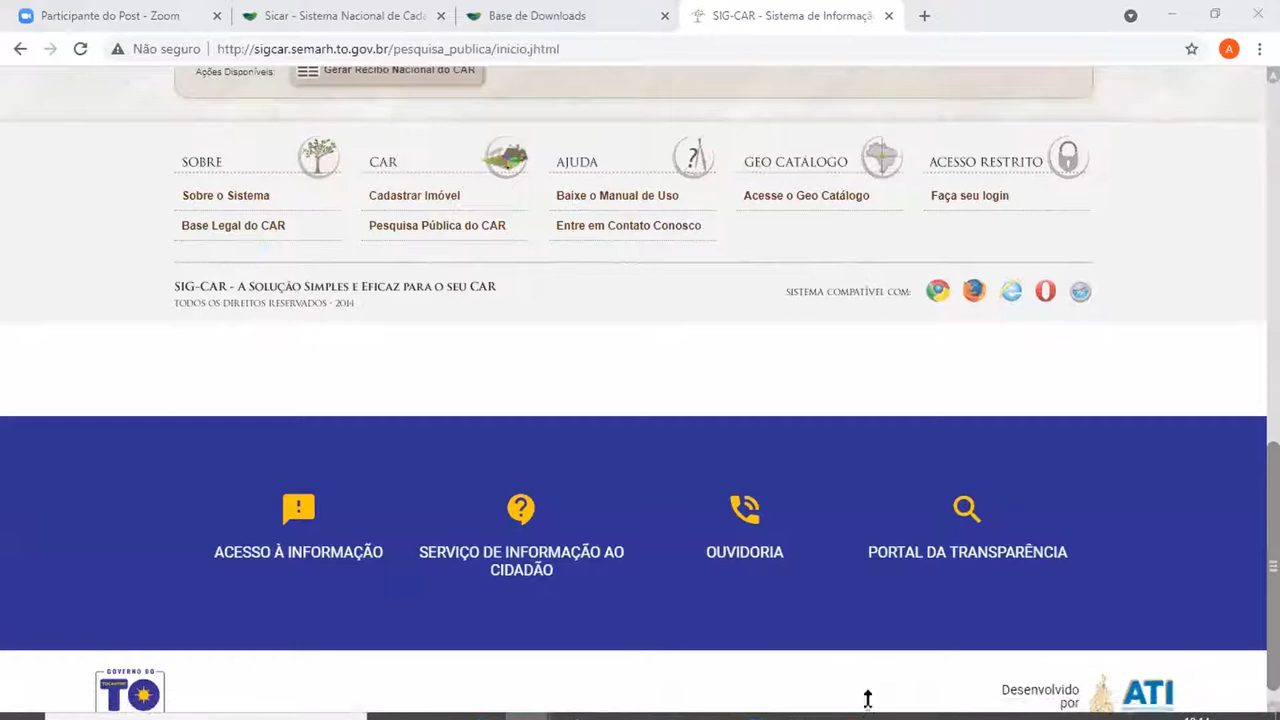 Participante do Post - Zoom
Sicar - Sistema Nacional de Cada
Base de Downloads
SIG-CAR - Sistema de Informaçã
Não seguro
http://sigcar.semarh.to.gov.br/pesquisa_publica/inicio.jhtml
A
Ações Disponíveis:
Gerar Recibo Nacional do CAR
SOBRE
CAR
AJUDA
GEO CATÁLOGO
ACESSO RESTRITO
Sobre o Sistema
Cadastrar Imóvel
Baixe o Manual de Uso
Acesse o Geo Catálogo
Faça seu login
Base Legal do CAR
Pesquisa Pública do CAR
Entre em Contato Conosco
SIG-CAR - A SOLUÇÃO SIMPLES E EFICAZ PARA O SEU CAR
TODOS OS DIREITOS RESERVADOS - 2014
SISTEMA COMPATÍVEL COM:
ACESSO À INFORMAÇÃO
SERVIÇO DE INFORMAÇÃO AO
CIDADÃO
OUVIDORIA
PORTAL DA TRANSPARÊNCIA
GOVERNO DO
TOCANTINS
TO
Desenvolvido
por
ATI